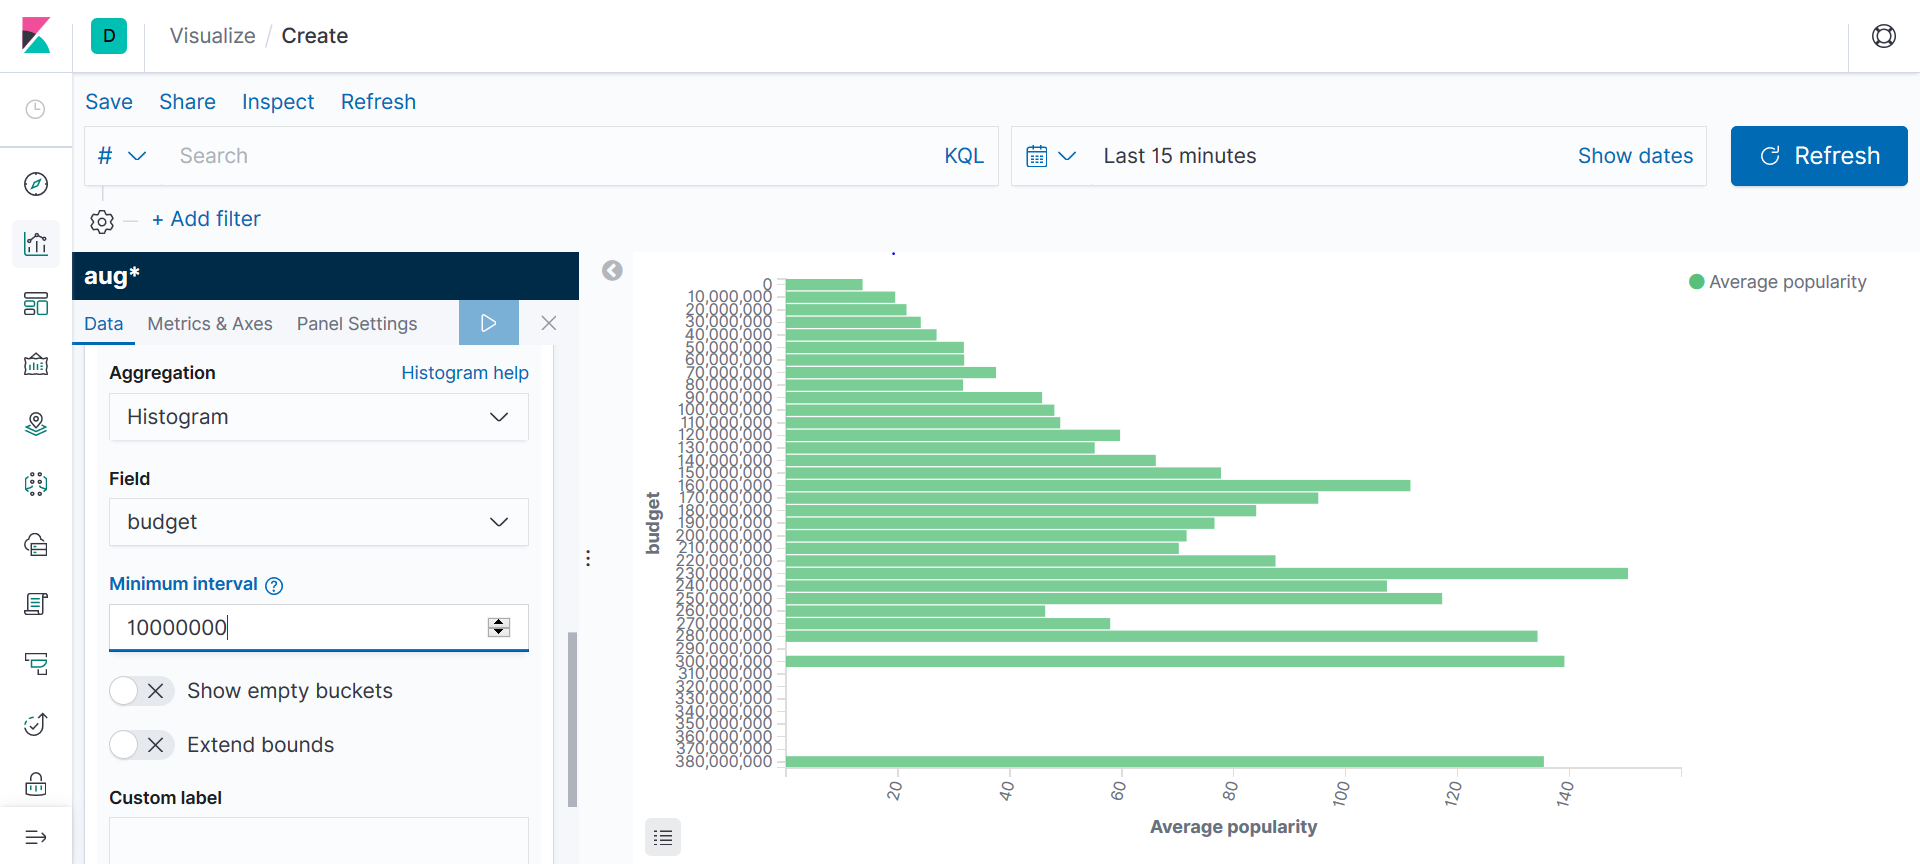 D
Visualize / Create
Save Share Inspect Refresh
# Search KQL
Last 15 minutes Show dates
Refresh
+ Add filter
aug*
Data Metrics & Axes Panel Settings
Aggregation Histogram help
Histogram
Field
budget
Minimum interval ?
10000000
Show empty buckets
Extend bounds
Custom label
Average popularity
budget
0
10,000,000
20,000,000
30,000,000
40,000,000
50,000,000
60,000,000
70,000,000
80,000,000
90,000,000
100,000,000
110,000,000
120,000,000
130,000,000
140,000,000
150,000,000
160,000,000
170,000,000
180,000,000
190,000,000
200,000,000
210,000,000
220,000,000
230,000,000
240,000,000
250,000,000
260,000,000
270,000,000
280,000,000
290,000,000
300,000,000
310,000,000
320,000,000
330,000,000
340,000,000
350,000,000
360,000,000
370,000,000
380,000,000
20 40 60 80 100 120 140
Average popularity